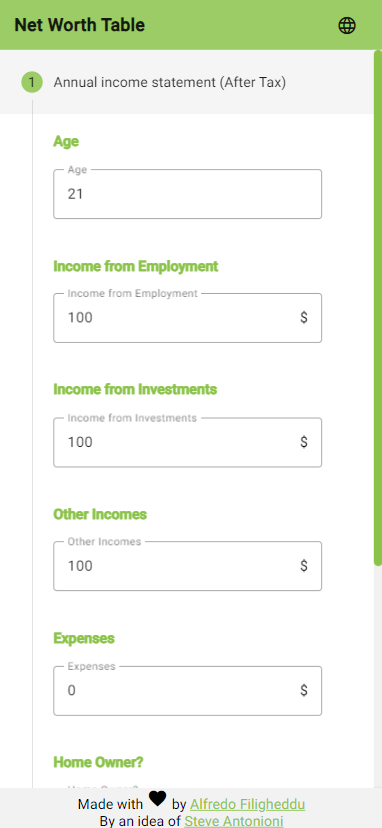 Net Worth Table
1 Annual income statement (After Tax)
Age
Age
21
Income from Employment
Income from Employment
100 $
Income from Investments
Income from Investments
100 $
Other Incomes
Other Incomes
100 $
Expenses
Expenses
0 $
Home Owner?
Made with by Alfredo Filigheddu
By an idea of Steve Antonioni